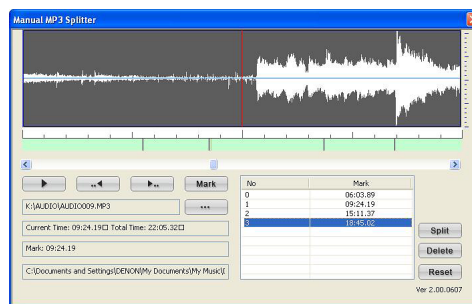 Manual MP3 Splitter
Mark
K:\AUDIO\AUDIO009.MP3
...
Current Time: 09:24.19□ Total Time: 22:05.32□
Mark: 09:24.19
C:\Documents and Settings\DENON\My Documents\My Music\[
No Mark
0 06:03.89
1 09:24.19
2 15:11.37
3 18:45.02
Split
Delete
Reset
Ver 2.00.0607